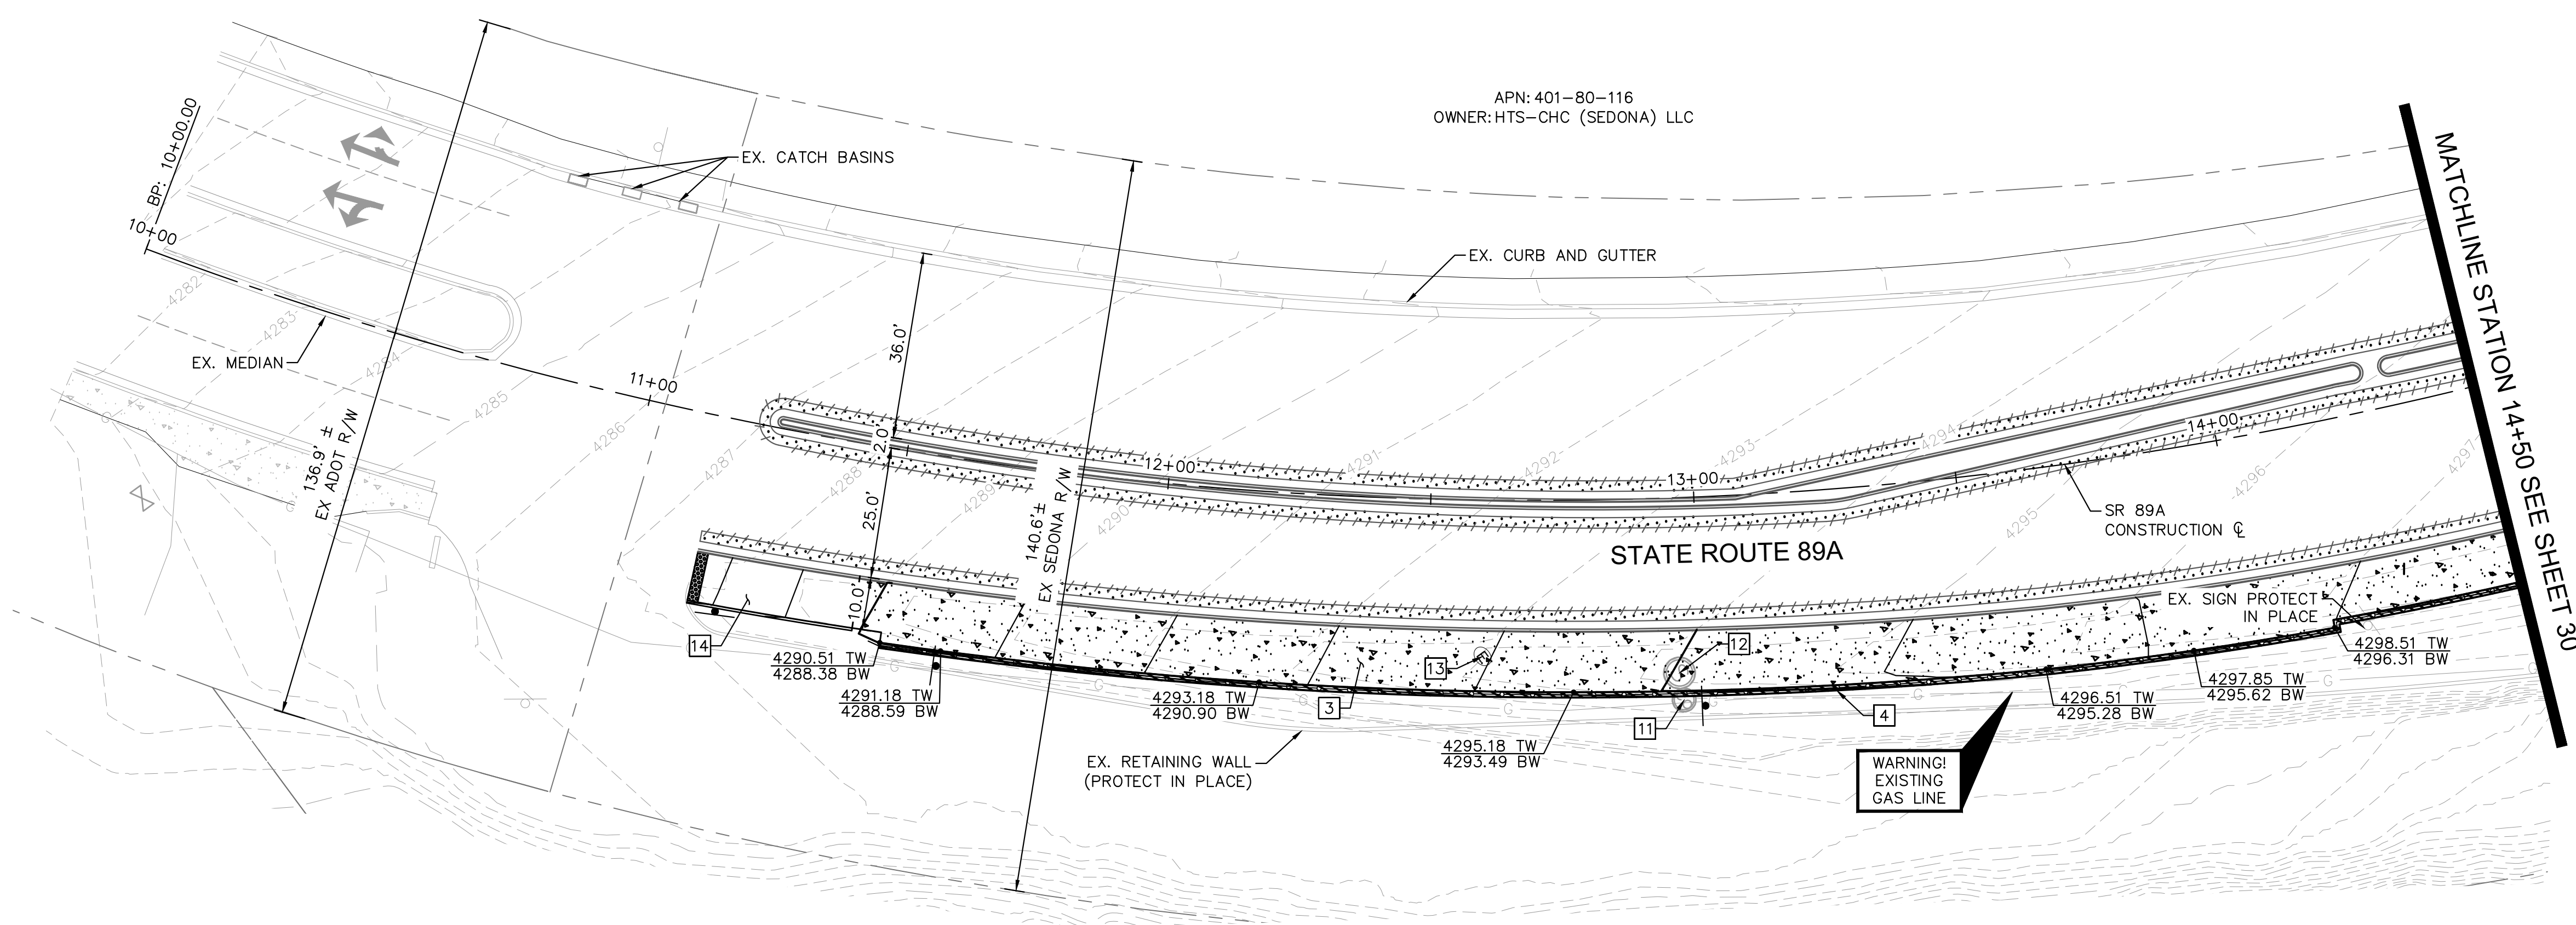 APN: 401-80-116
OWNER: HTS-CHC (SEDONA) LLC
BP: 10+00.00
10+00
EX. CATCH BASINS
EX. CURB AND GUTTER
EX. MEDIAN
136.9' ±
EX ADOT R/W
11+00
36.0'
2.0'
25.0'
10.0'
140.6'±
EX SEDONA R/W
12+00
13+00
14+00
4282
4283
4284
4285
4286
4287
4288
4289
4290
4291
4292
4293
4294
4295
4296
4297
SR 89A
CONSTRUCTION ℄
STATE ROUTE 89A
MATCHLINE STATION 14+50 SEE SHEET 30
EX. SIGN PROTECT
IN PLACE
14
4290.51 TW
4288.38 BW
4291.18 TW
4288.59 BW
4293.18 TW
4290.90 BW
3
13
12
11
4
4295.18 TW
4293.49 BW
4296.51 TW
4295.28 BW
4297.85 TW
4295.62 BW
4298.51 TW
4296.31 BW
EX. RETAINING WALL
(PROTECT IN PLACE)
WARNING!
EXISTING
GAS LINE
G
G
G
G
G
G
G